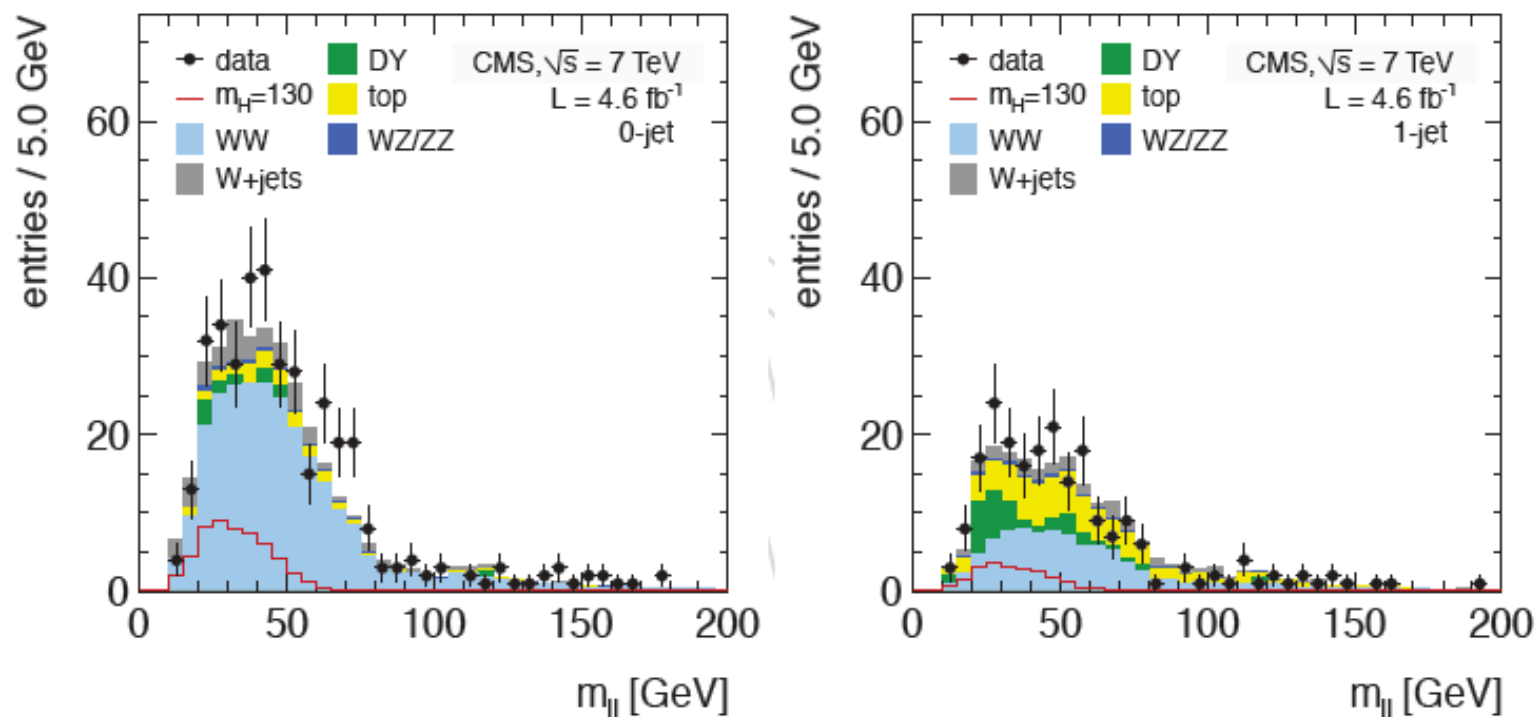 entries / 5.0 GeV
data
m_H=130
WW
W+jets
DY
top
WZ/ZZ
CMS, √s = 7 TeV
L = 4.6 fb⁻¹
0-jet
60
40
20
0
0 50 100 150 200
m_ll [GeV]
entries / 5.0 GeV
data
m_H=130
WW
W+jets
DY
top
WZ/ZZ
CMS, √s = 7 TeV
L = 4.6 fb⁻¹
1-jet
60
40
20
0
0 50 100 150 200
m_ll [GeV]